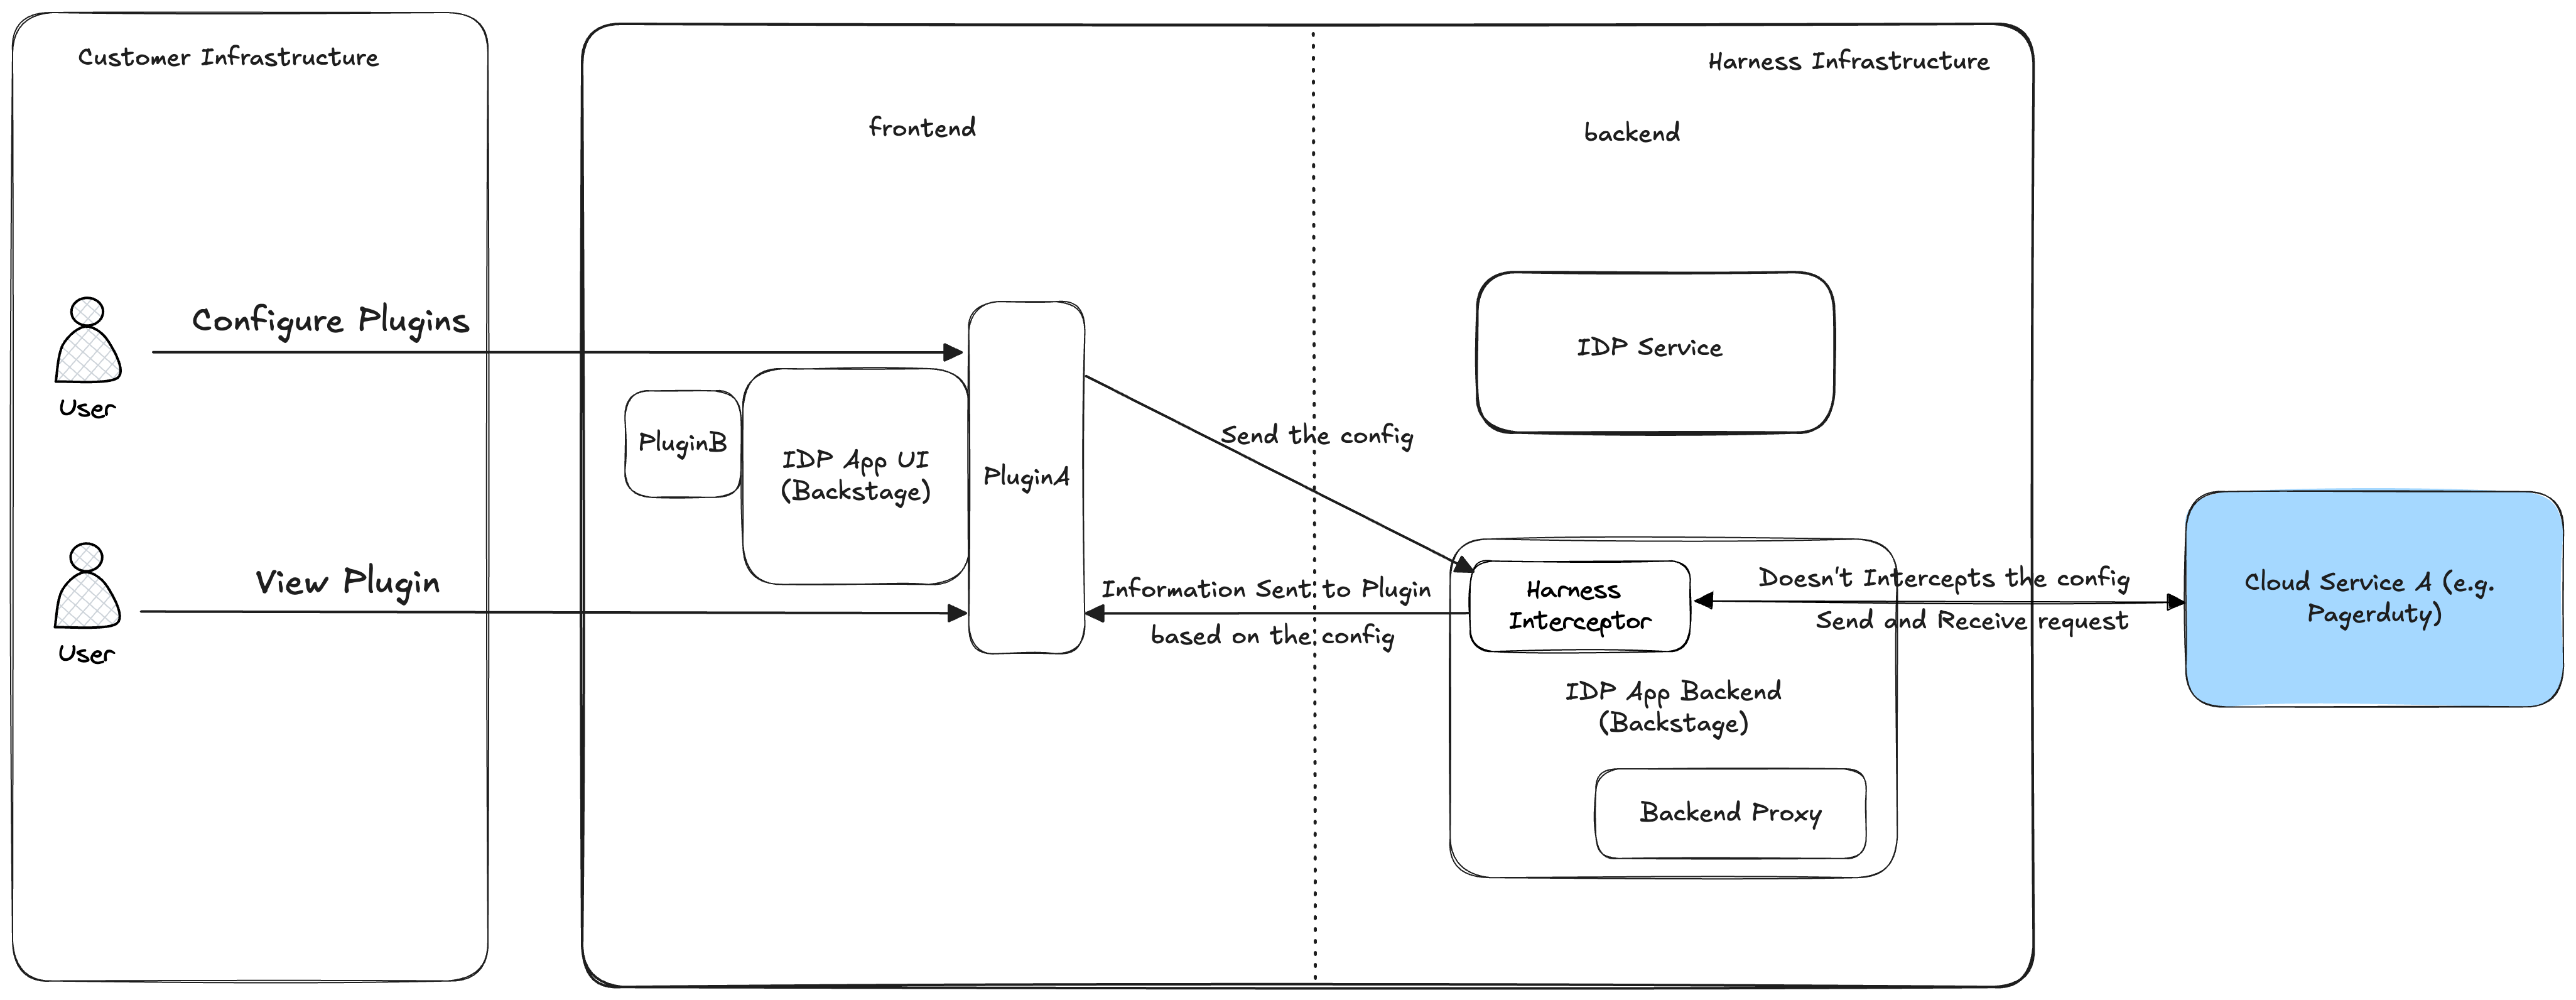 Customer Infrastructure
Harness Infrastructure
frontend
backend
Configure Plugins
User
IDP Service
PluginB
IDP App UI
(Backstage)
PluginA
Send the config
View Plugin
User
Information Sent to Plugin
based on the config
Harness
Interceptor
Doesn't Intercepts the config
Send and Receive request
Cloud Service A (e.g.
Pagerduty)
IDP App Backend
(Backstage)
Backend Proxy